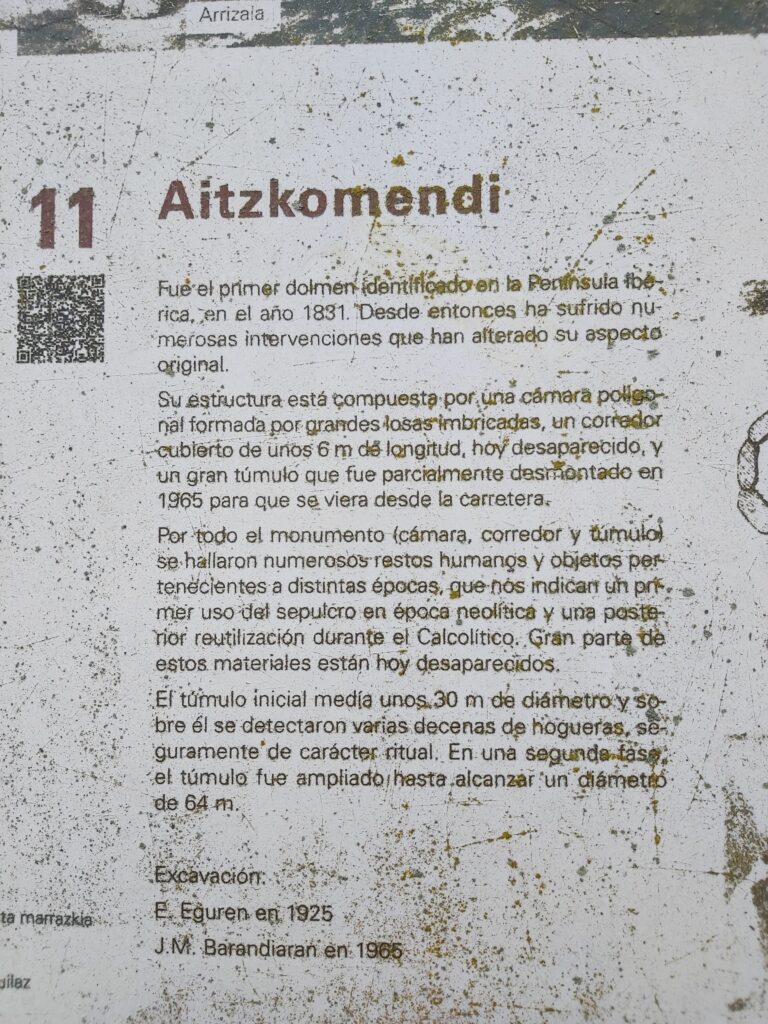 Arrizala
11
Aitzkomendi
Fue el primer dolmen identificado en la Península Ibé-
rica, en el año 1831. Desde entonces ha sufrido nu-
merosas intervenciones que han alterado su aspecto
original.
Su estructura está compuesta por una cámara poligo-
nal formada por grandes losas imbricadas, un corredor
cubierto de unos 6 m de longitud, hoy desaparecido, y
un gran túmulo que fue parcialmente desmontado en
1965 para que se viera desde la carretera.
Por todo el monumento (cámara, corredor y túmulo)
se hallaron numerosos restos humanos y objetos per-
tenecientes a distintas épocas, que nos indican un pri-
mer uso del sepulcro en época neolítica y una poste-
rior reutilización durante el Calcolítico. Gran parte de
estos materiales están hoy desaparecidos.
El túmulo inicial medía unos 30 m de diámetro y so-
bre él se detectaron varias decenas de hogueras, se-
guramente de carácter ritual. En una segunda fase,
el túmulo fue ampliado hasta alcanzar un diámetro
de 64 m.
Excavación:
E. Eguren en 1925
J.M. Barandiaran en 1965
ta marrazkia
uilaz